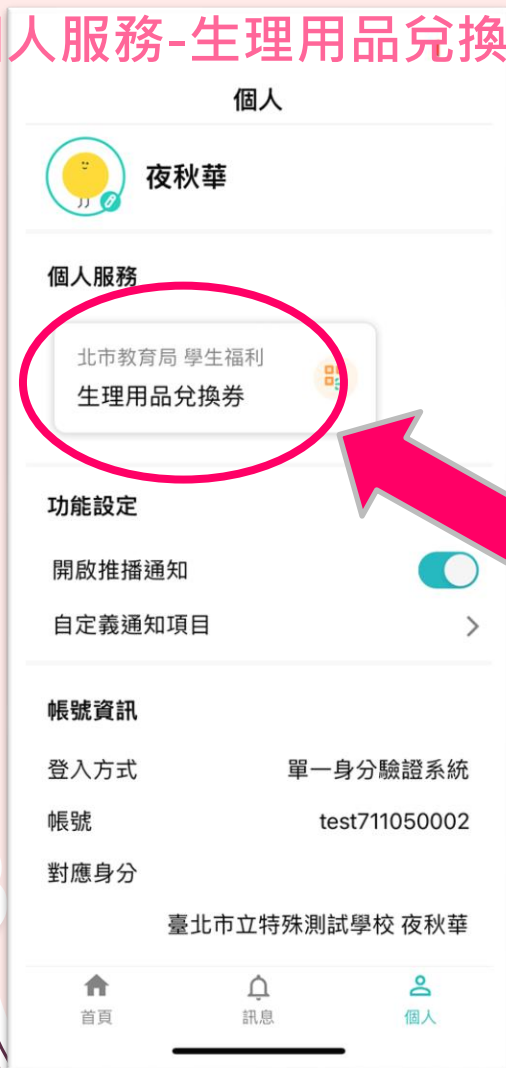 人服務-生理用品兌換
個人
夜秋華
個人服務
北市教育局 學生福利
生理用品兌換券
功能設定
開啟推播通知
自定義通知項目
帳號資訊
登入方式 單一身分驗證系統
帳號 test711050002
對應身分
臺北市立特殊測試學校 夜秋華
首頁 訊息 個人